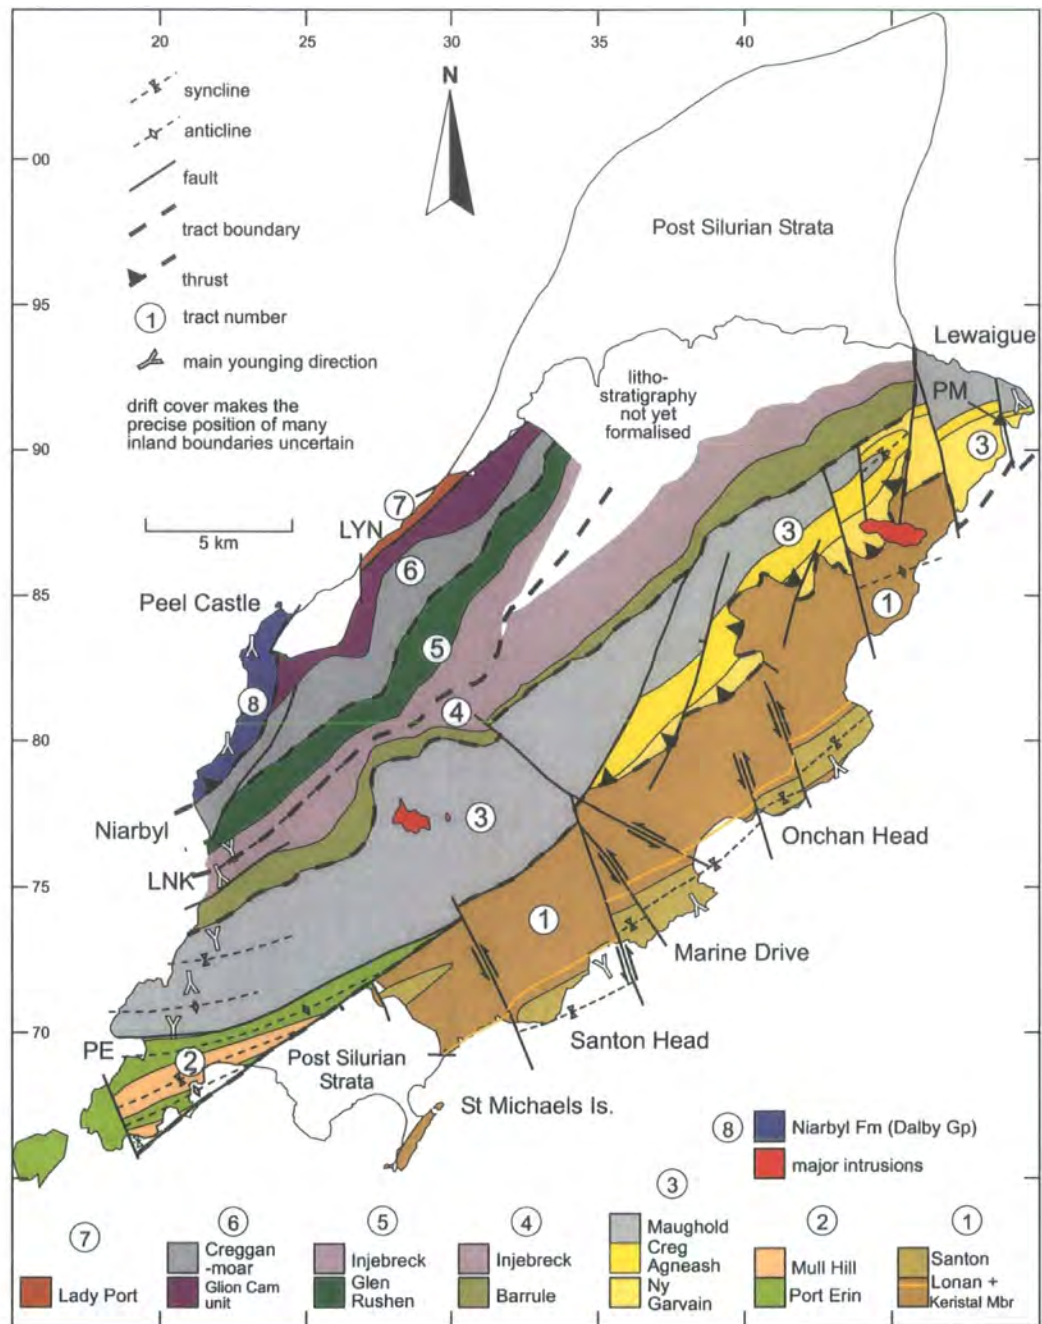 20
25
30
35
40
N
syncline
anticline
fault
tract boundary
thrust
1
tract number
main younging direction
drift cover makes the
precise position of many
inland boundaries uncertain
5 km
00
95
90
85
80
75
70
Post Silurian Strata
Lewaigue
PM
litho-
stratigraphy
not yet
formalised
3
7
LYN
6
3
Peel Castle
1
5
8
4
Niarbyl
3
Onchan Head
LNK
1
Marine Drive
Santon Head
PE
2
Post Silurian
Strata
St Michaels Is.
8
Niarbyl Fm (Dalby Gp)
major intrusions
7
Lady Port
6
Creggan
-moar
Glion Cam
unit
5
Injebreck
Glen
Rushen
4
Injebreck
Barrule
3
Maughold
Creg
Agneash
Ny
Garvain
2
Mull Hill
Port Erin
1
Santon
Lonan +
Keristal Mbr